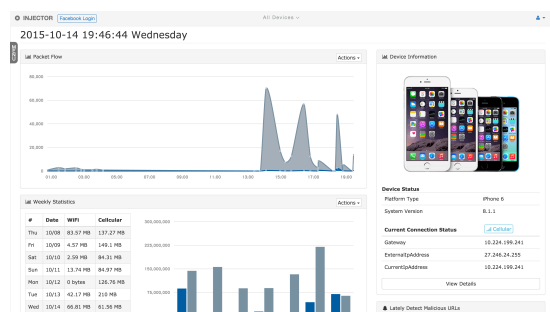 INJECTOR Facebook Login All Devices
2015-10-14 19:46:44 Wednesday
MENU
Packet Flow Actions
80,000
60,000
40,000
20,000
0
01:00 03:00 05:00 07:00 09:00 11:00 13:00 15:00 17:00 19:00
Weekly Statistics Actions
# Date WIFI Cellcular
Thu 10/08 83.57 MB 137.27 MB
Fri 10/09 4.57 MB 149.1 MB
Sat 10/10 2.59 MB 84.31 MB
Sun 10/11 13.74 MB 84.97 MB
Mon 10/12 0 bytes 126.76 MB
Tue 10/13 42.17 MB 210 MB
Wed 10/14 66.81 MB 61.56 MB
300,000,000
225,000,000
150,000,000
75,000,000
Device Information
Device Status
Platform Type iPhone 6
System Version 8.1.1
Current Connection Status Cellular
Gateway 10.224.199.241
ExternalIpAddress 27.246.24.255
CurrentIpAddress 10.224.199.241
View Details
Lately Detect Malicious URLs